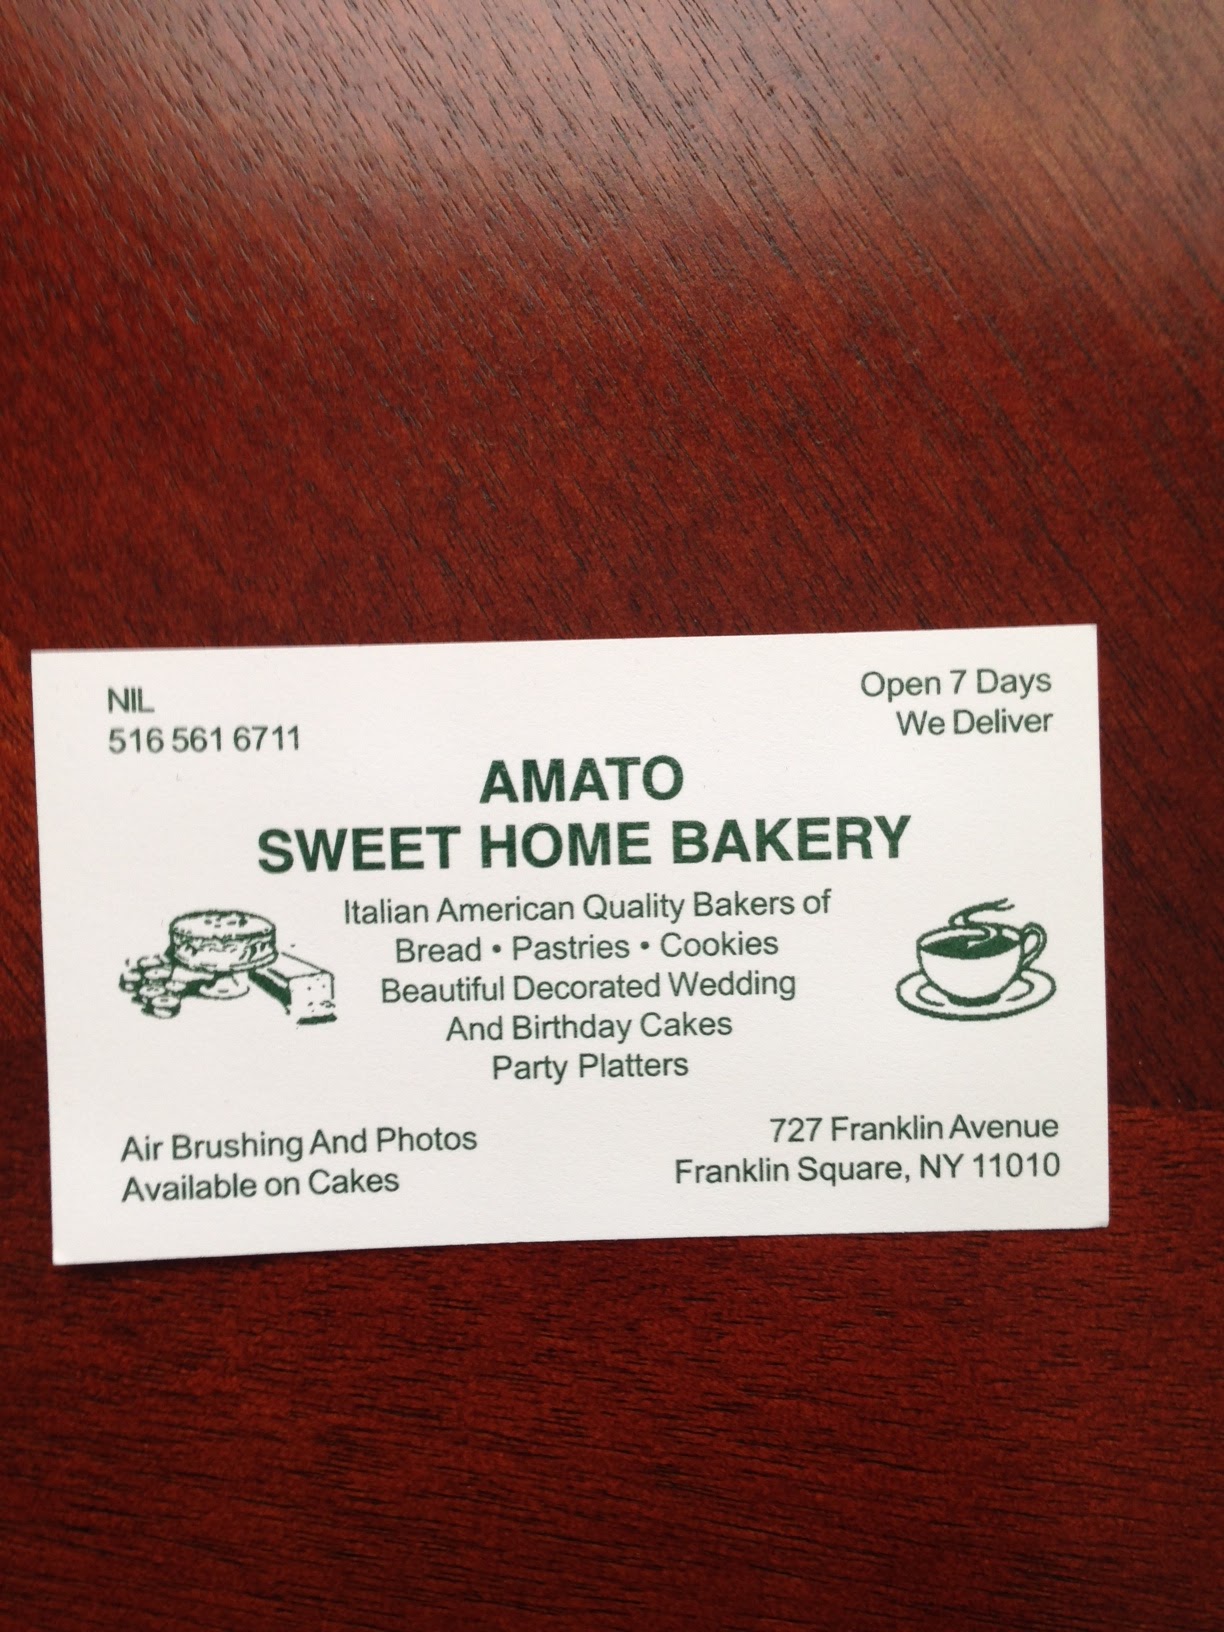 NIL
516 561 6711
Open 7 Days
We Deliver
AMATO
SWEET HOME BAKERY
Italian American Quality Bakers of
Bread • Pastries • Cookies
Beautiful Decorated Wedding
And Birthday Cakes
Party Platters
Air Brushing And Photos
Available on Cakes
727 Franklin Avenue
Franklin Square, NY 11010